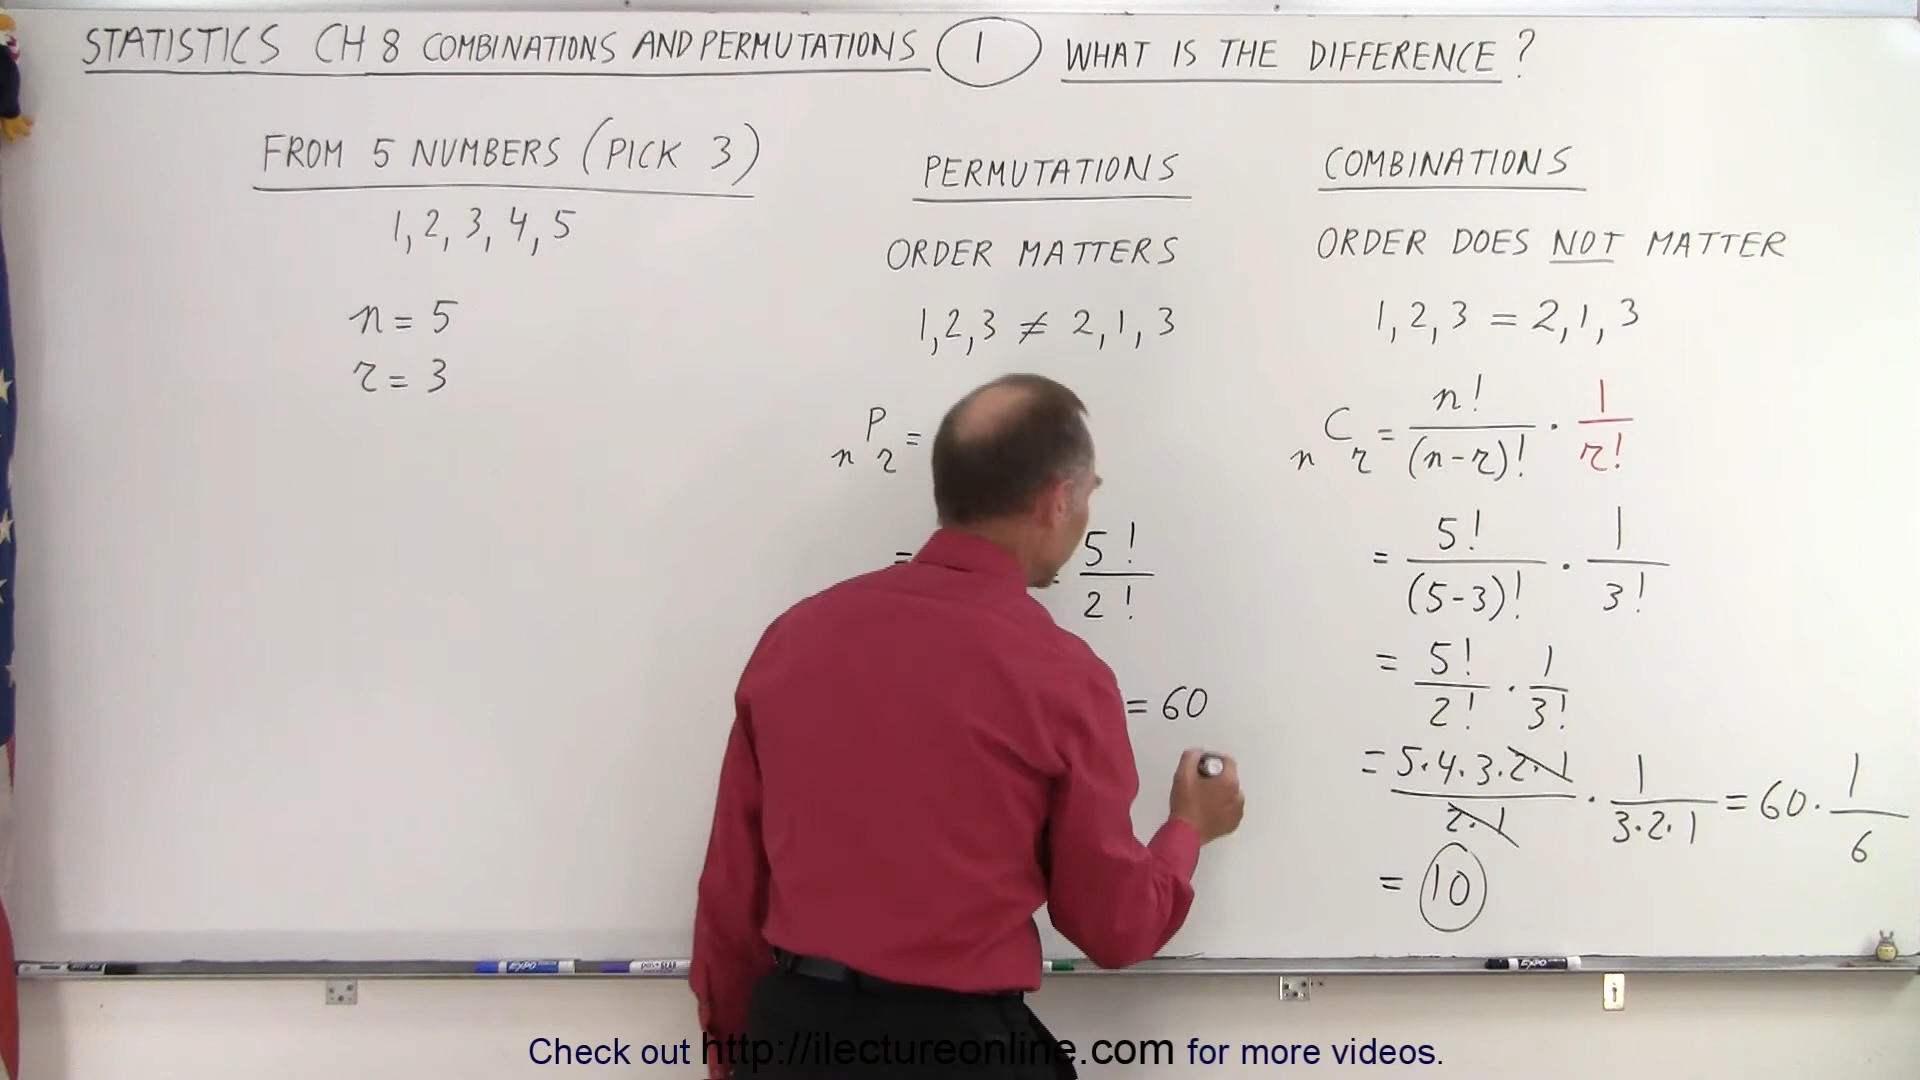 STATISTICS CH 8 COMBINATIONS AND PERMUTATIONS 1 WHAT IS THE DIFFERENCE?
FROM 5 NUMBERS (PICK 3)
1, 2, 3, 4, 5
n = 5
r = 3
PERMUTATIONS
ORDER MATTERS
1, 2, 3 ≠ 2, 1, 3
n P r =
=
= 5! / 2!
= 60
COMBINATIONS
ORDER DOES NOT MATTER
1, 2, 3 = 2, 1, 3
n C r = n! / (n-r)! · 1 / r!
= 5! / (5-3)! · 1 / 3!
= 5! / 2! · 1 / 3!
= 5·4·3·2·1 / 2·1 · 1 / 3·2·1 = 60 · 1 / 6
= 10
EXPO
EXPO
Check out http://ilectureonline.com for more videos.